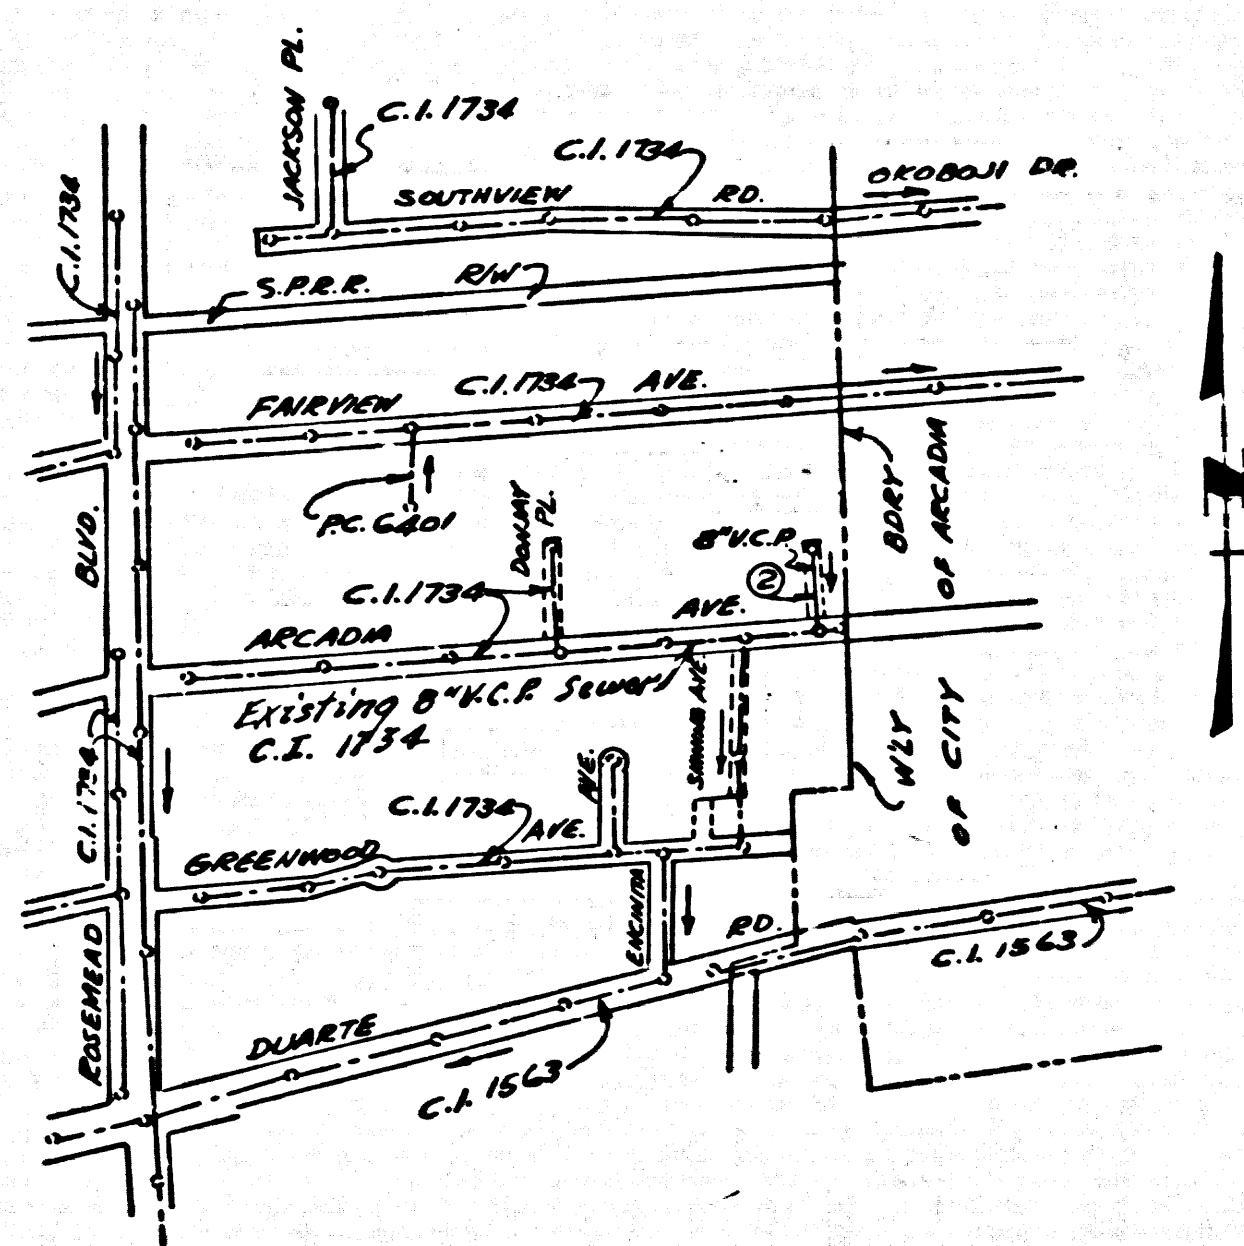 JACKSON PL.
C.I. 1734
C.I. 1734
OKOBOJI DR.
SOUTHVIEW RD.
C.I. 1734
S.P.R.R. R/W
C.I. 1734 AVE.
FAIRVIEW
P.C. 6401
BLVD.
DONNAY PL.
8" V.C.P.
2
BDRY OF ARCADIA
C.I. 1734
AVE.
ARCADIA
Existing 8" V.C.P. Sewer
C.I. 1734
AVE.
W'LY OF CITY
C.I. 1734
AVE.
C.I. 1734
AVE.
GREENWOOD
ENCINITA
RD.
C.I. 1563
ROSEMEAD
DUARTE
C.I. 1563